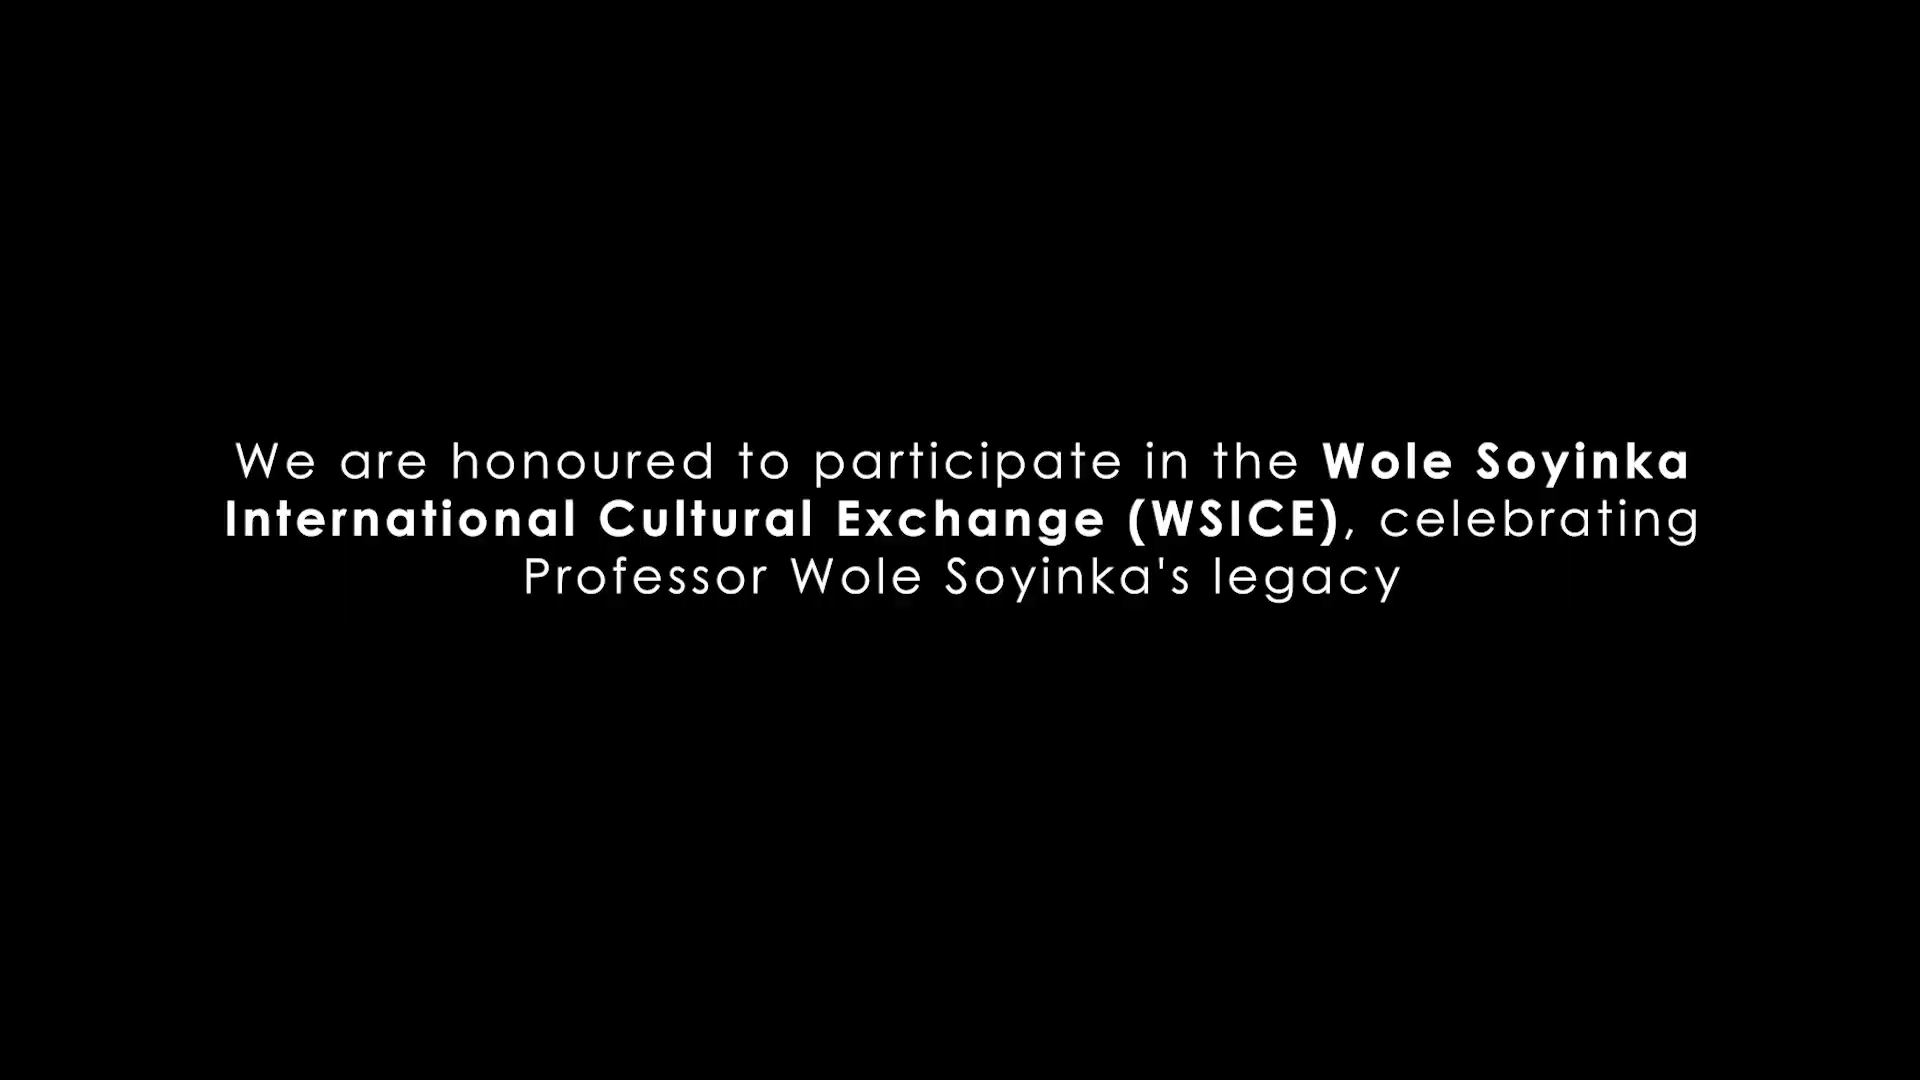 We are honoured to participate in the Wole Soyinka
International Cultural Exchange (WSICE), celebrating
Professor Wole Soyinka's legacy